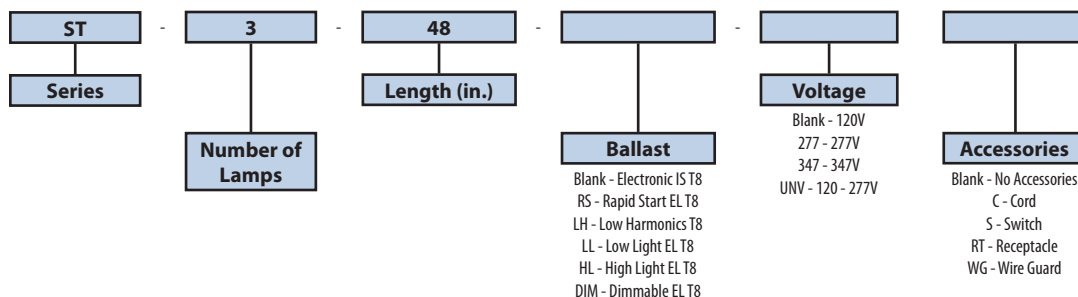 ST - 3 - 48 - -
Series
Length (in.)
Voltage
Blank - 120V
277 - 277V
347 - 347V
UNV - 120 - 277V
Number of
Lamps
Ballast
Blank - Electronic IS T8
RS - Rapid Start EL T8
LH - Low Harmonics T8
LL - Low Light EL T8
HL - High Light EL T8
DIM - Dimmable EL T8
Accessories
Blank - No Accessories
C - Cord
S - Switch
RT - Receptacle
WG - Wire Guard